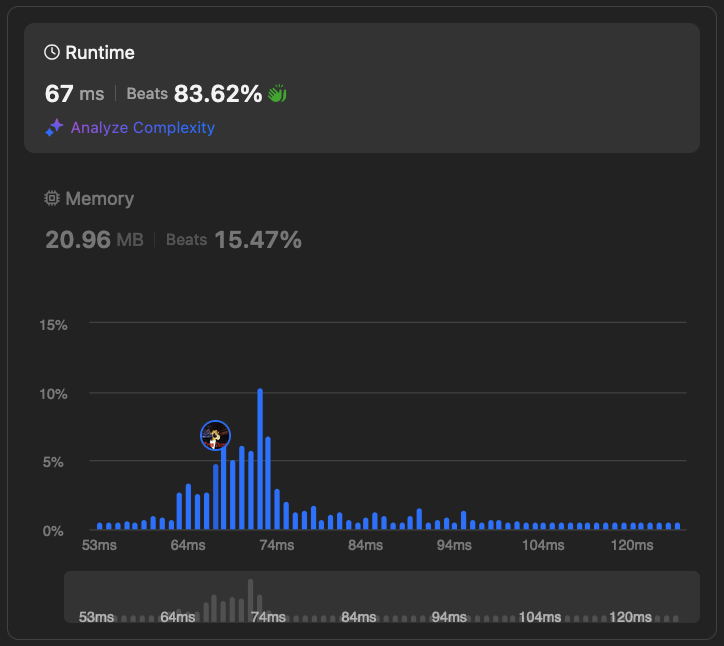 Runtime
67 ms | Beats 83.62%
Analyze Complexity
Memory
20.96 MB | Beats 15.47%
15%
10%
5%
0%
53ms 64ms 74ms 84ms 94ms 104ms 120ms
53ms 64ms 74ms 84ms 94ms 104ms 120ms